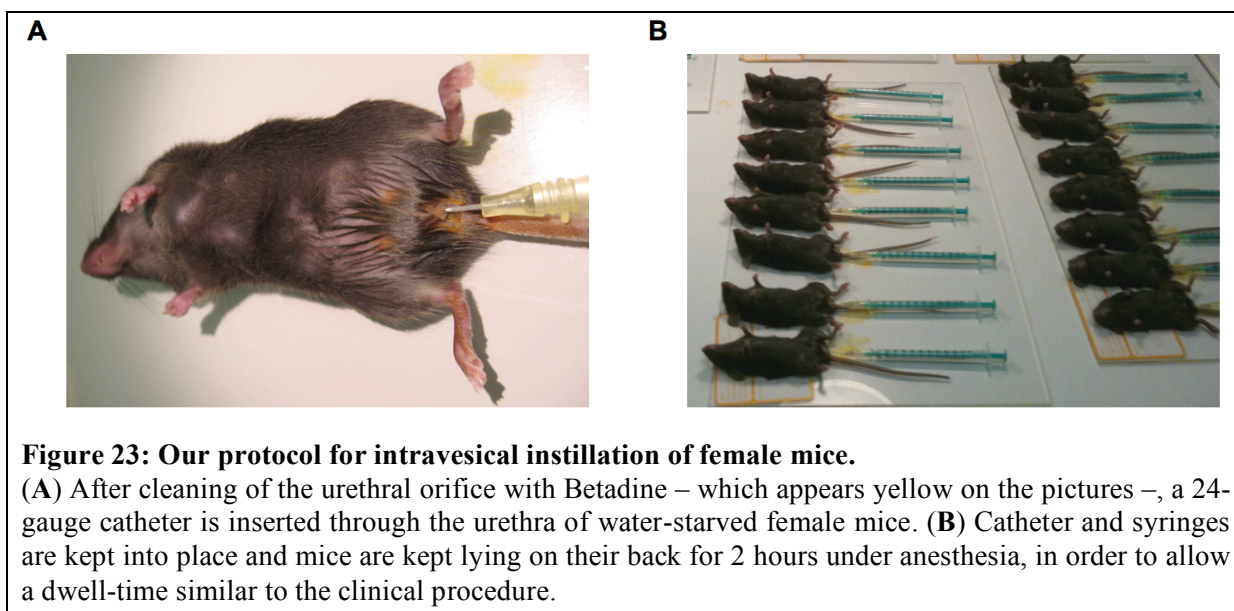 A
B
Figure 23: Our protocol for intravesical instillation of female mice.
(A) After cleaning of the urethral orifice with Betadine – which appears yellow on the pictures –, a 24-
gauge catheter is inserted through the urethra of water-starved female mice. (B) Catheter and syringes
are kept into place and mice are kept lying on their back for 2 hours under anesthesia, in order to allow
a dwell-time similar to the clinical procedure.